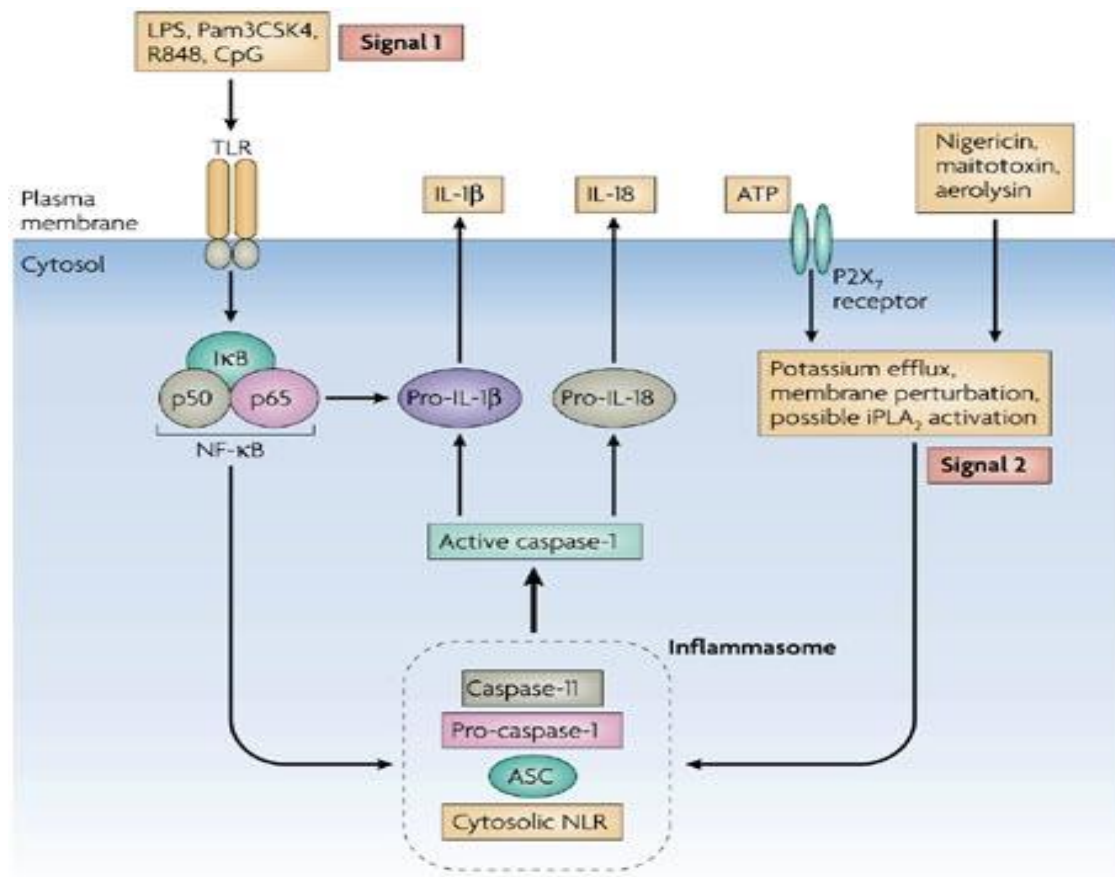 LPS, Pam3CSK4,
R848, CpG
Signal 1
TLR
Plasma
membrane
Cytosol
IL-1β
IL-18
ATP
Nigericin,
maitotoxin,
aerolysin
P2X₇
receptor
IκB
p50
p65
NF-κB
Pro-IL-1β
Pro-IL-18
Potassium efflux,
membrane perturbation,
possible iPLA₂ activation
Signal 2
Active caspase-1
Inflammasome
Caspase-11
Pro-caspase-1
ASC
Cytosolic NLR